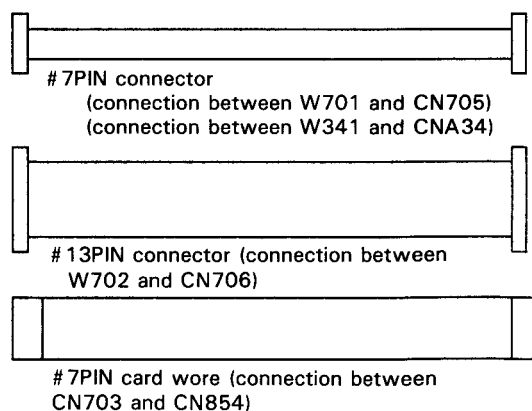 #7PIN connector
(connection between W701 and CN705)
(connection between W341 and CNA34)
#13PIN connector (connection between
W702 and CN706)
#7PIN card wore (connection between
CN703 and CN854)